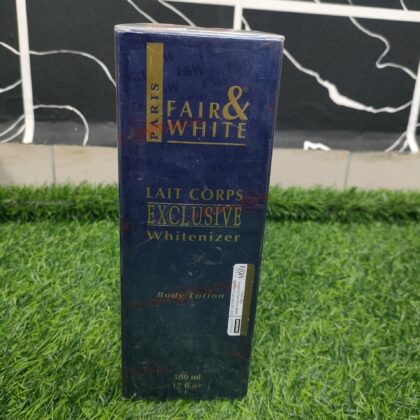 PARIS
FAIR &
WHITE
LAIT CORPS
EXCLUSIVE
Whitenizer
Body Lotion
500 ml
17 fl.oz
F&W